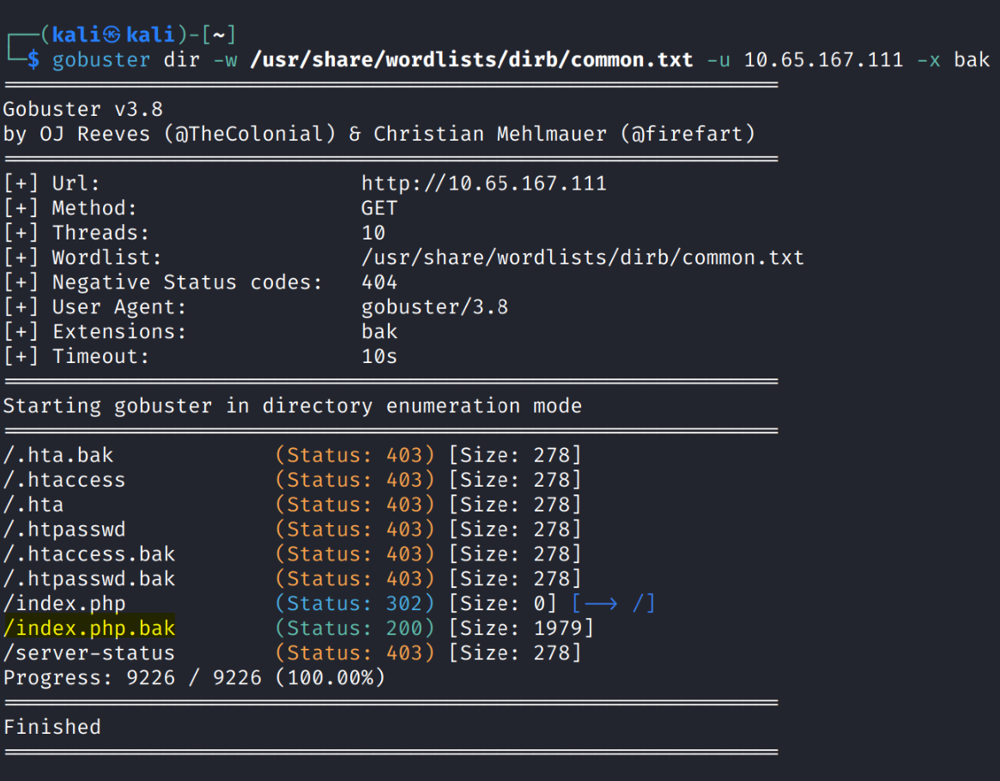 ┌──(kali㉿kali)-[~]
└─$ gobuster dir -w /usr/share/wordlists/dirb/common.txt -u 10.65.167.111 -x bak
===============================================================
Gobuster v3.8
by OJ Reeves (@TheColonial) & Christian Mehlmauer (@firefart)
===============================================================
[+] Url:                     http://10.65.167.111
[+] Method:                  GET
[+] Threads:                 10
[+] Wordlist:                /usr/share/wordlists/dirb/common.txt
[+] Negative Status codes:   404
[+] User Agent:              gobuster/3.8
[+] Extensions:              bak
[+] Timeout:                 10s
===============================================================
Starting gobuster in directory enumeration mode
===============================================================
/.hta.bak             (Status: 403) [Size: 278]
/.htaccess            (Status: 403) [Size: 278]
/.hta                 (Status: 403) [Size: 278]
/.htpasswd            (Status: 403) [Size: 278]
/.htaccess.bak        (Status: 403) [Size: 278]
/.htpasswd.bak        (Status: 403) [Size: 278]
/index.php            (Status: 302) [Size: 0] [--> /]
/index.php.bak        (Status: 200) [Size: 1979]
/server-status        (Status: 403) [Size: 278]
Progress: 9226 / 9226 (100.00%)
===============================================================
Finished
===============================================================